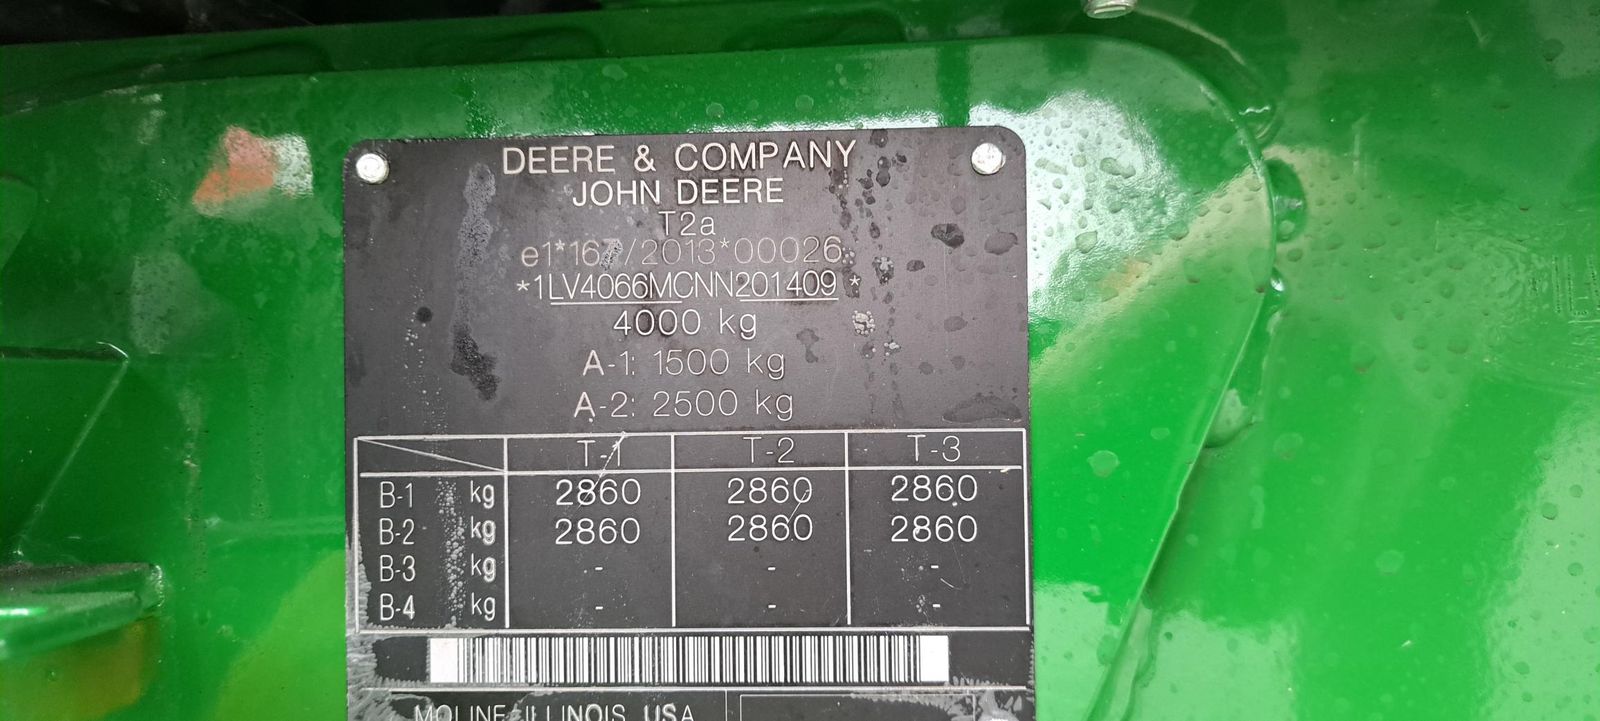 DEERE & COMPANY
JOHN DEERE
T2a
e1*167/2013*00026
*1LV4066MCNN201409*
4000 kg
A-1: 1500 kg
A-2: 2500 kg
T-1 T-2 T-3
B-1 kg 2860 2860 2860
B-2 kg 2860 2860 2860
B-3 kg - - -
B-4 kg - - -
MOLINE, ILLINOIS, USA